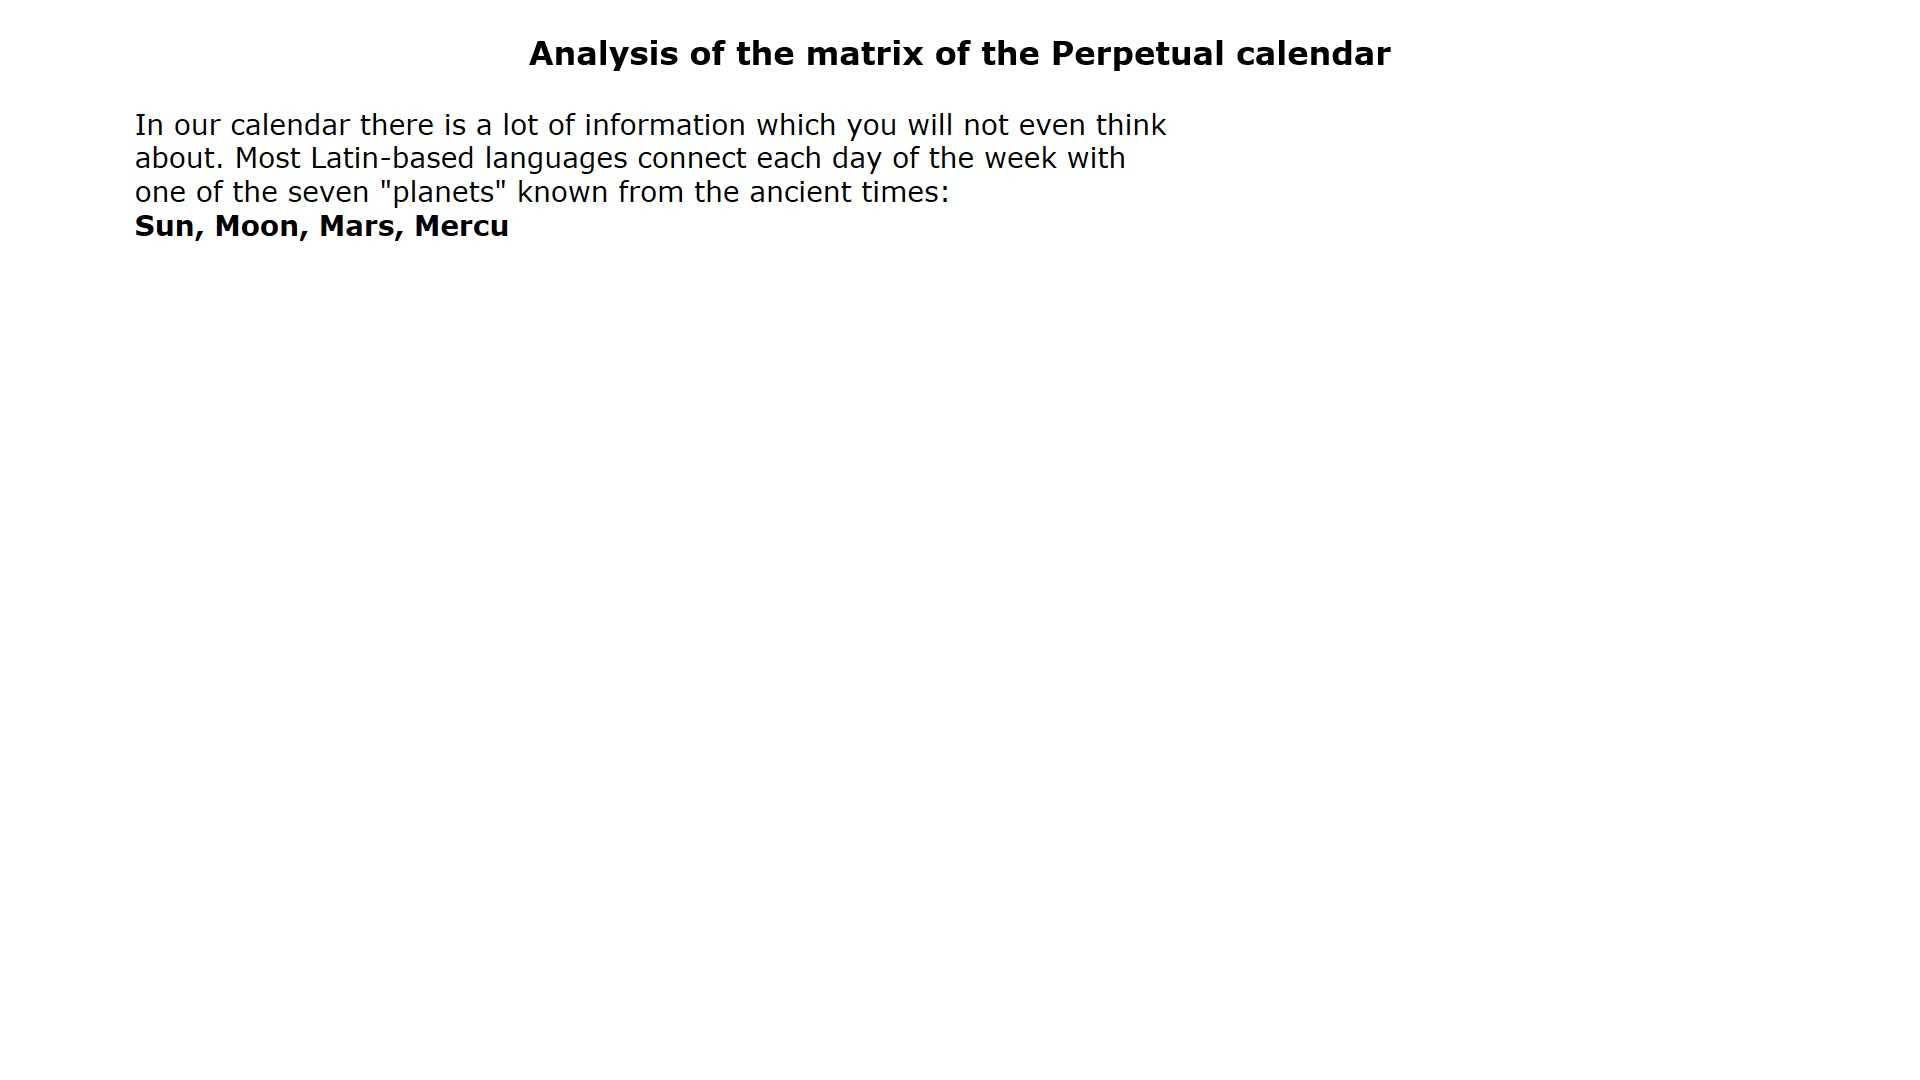 Analysis of the matrix of the Perpetual calendar
In our calendar there is a lot of information which you will not even think
about. Most Latin-based languages connect each day of the week with
one of the seven "planets" known from the ancient times:
Sun, Moon, Mars, Mercu